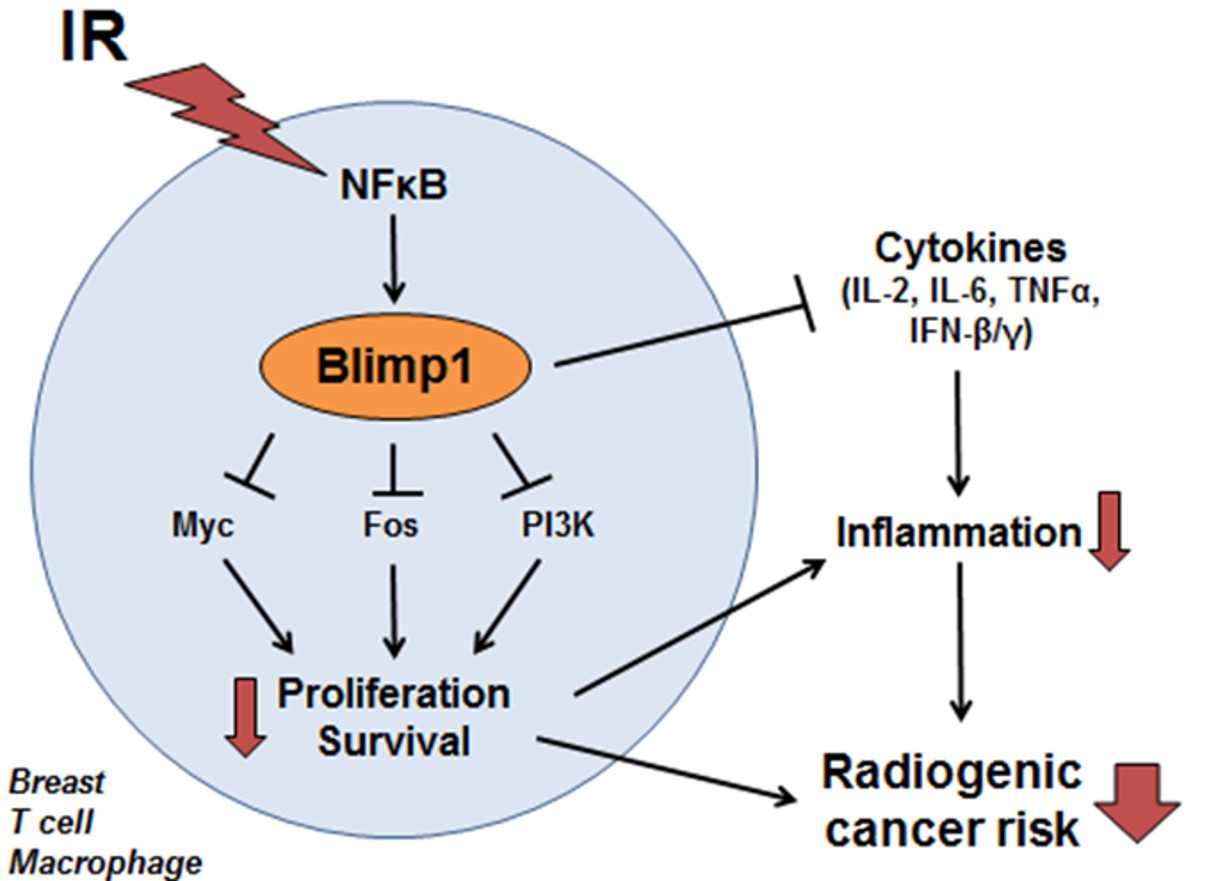 IR
NFκB
Blimp1
Cytokines
(IL-2, IL-6, TNFα,
IFN-β/γ)
Myc
Fos
PI3K
Inflammation
Proliferation
Survival
Radiogenic
cancer risk
Breast
T cell
Macrophage